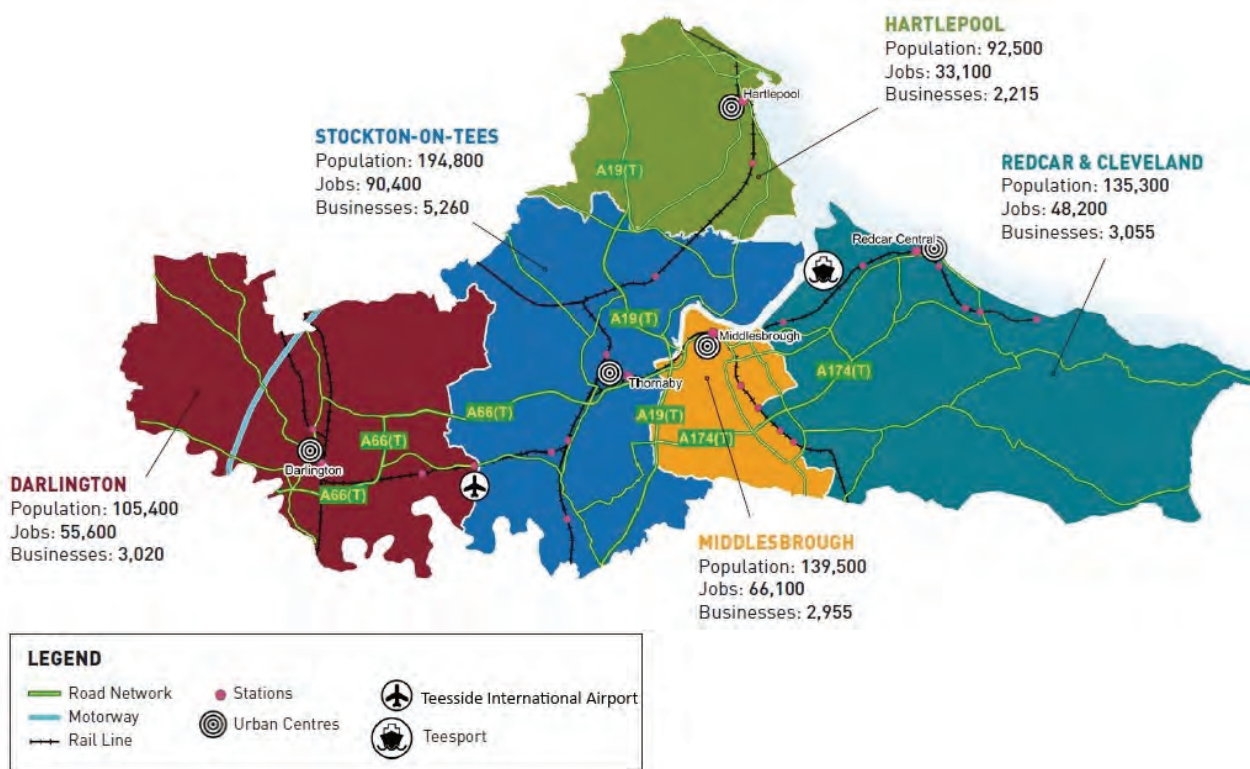 HARTLEPOOL
Population: 92,500
Jobs: 33,100
Businesses: 2,215
Hartlepool
STOCKTON-ON-TEES
Population: 194,800
Jobs: 90,400
Businesses: 5,260
A19(T)
REDCAR & CLEVELAND
Population: 135,300
Jobs: 48,200
Businesses: 3,055
Redcar Central
A19(T)
Middlesbrough
Thornaby
A174(T)
A66(T)
A19(T)
A66(T)
A174(T)
Darlington
A66(T)
DARLINGTON
Population: 105,400
Jobs: 55,600
Businesses: 3,020
MIDDLESBROUGH
Population: 139,500
Jobs: 66,100
Businesses: 2,955
LEGEND
Road Network
Motorway
Rail Line
Stations
Urban Centres
Teesside International Airport
Teesport